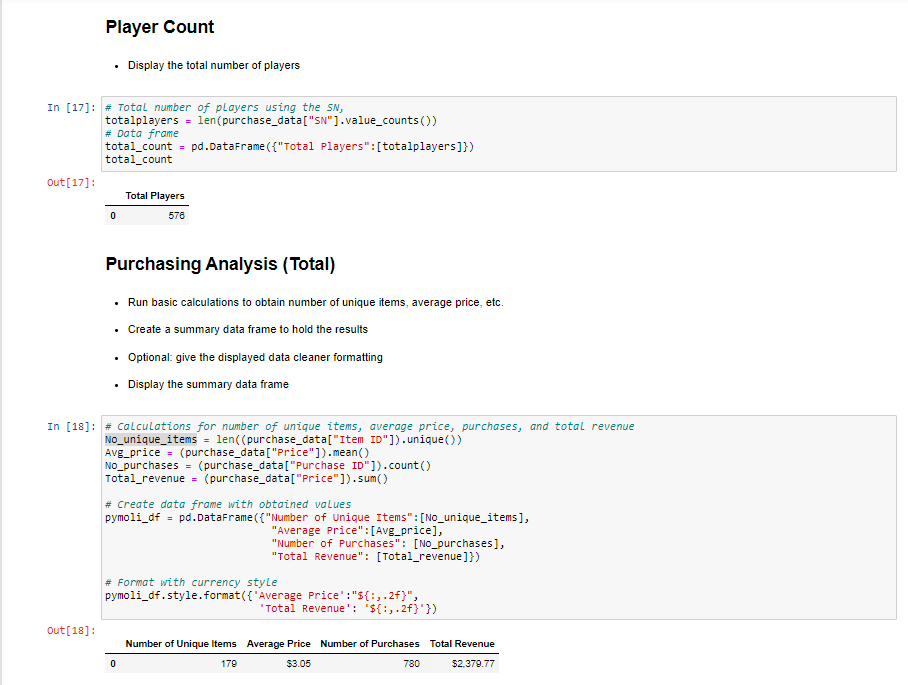 Player Count
• Display the total number of players
In [17]: # Total number of players using the SN,
totalplayers = len(purchase_data["SN"].value_counts())
# Data frame
total_count = pd.DataFrame({"Total Players":[totalplayers]})
total_count
Out[17]:
Total Players
0 576
Purchasing Analysis (Total)
• Run basic calculations to obtain number of unique items, average price, etc.
• Create a summary data frame to hold the results
• Optional: give the displayed data cleaner formatting
• Display the summary data frame
In [18]: # Calculations for number of unique items, average price, purchases, and total revenue
No_unique_items = len((purchase_data["Item ID"]).unique())
Avg_price = (purchase_data["Price"]).mean()
No_purchases = (purchase_data["Purchase ID"]).count()
Total_revenue = (purchase_data["Price"]).sum()
# Create data frame with obtained values
pymoli_df = pd.DataFrame({"Number of Unique Items":[No_unique_items],
"Average Price":[Avg_price],
"Number of Purchases": [No_purchases],
"Total Revenue": [Total_revenue]})
# Format with currency style
pymoli_df.style.format({'Average Price':"${:,.2f}",
'Total Revenue': '${:,.2f}'})
Out[18]:
Number of Unique Items Average Price Number of Purchases Total Revenue
0 179 $3.05 780 $2,379.77